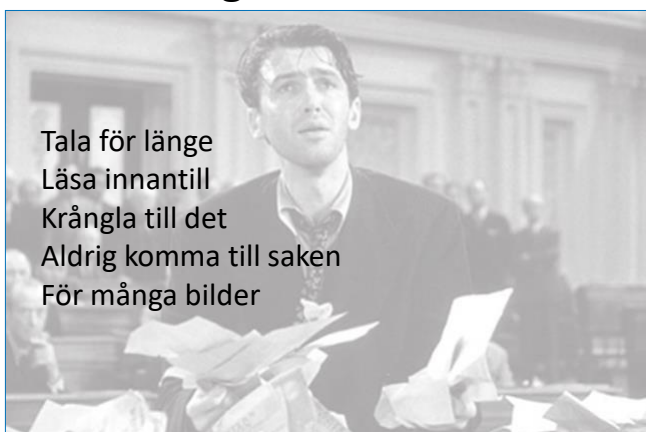 Tala för länge
Läsa innantill
Krångla till det
Aldrig komma till saken
För många bilder